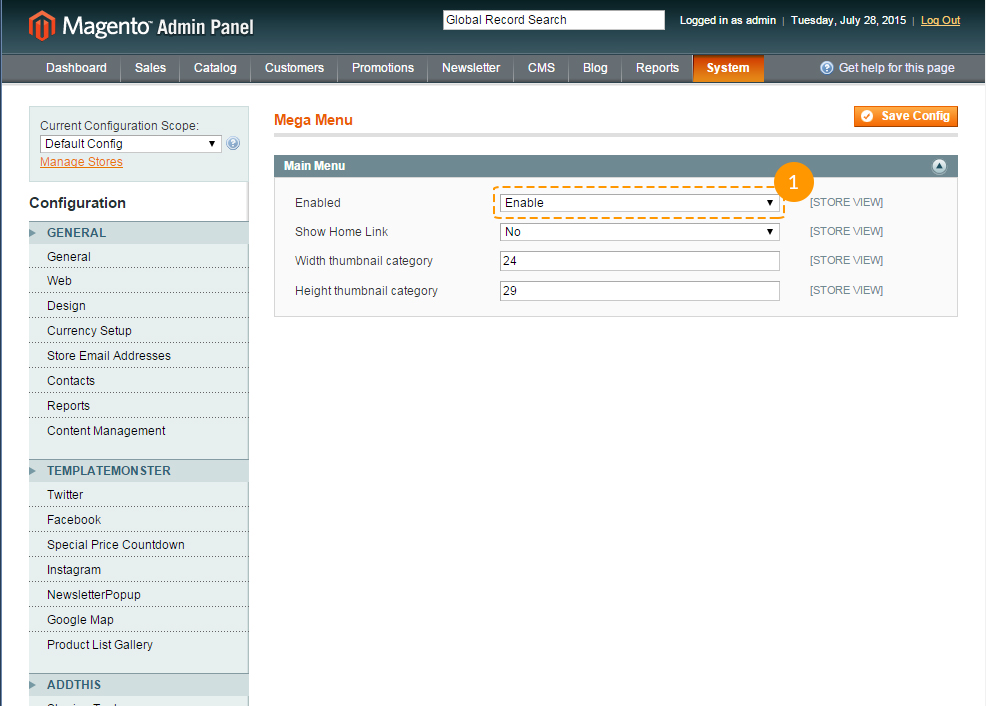 Magento™ Admin Panel
Global Record Search
Logged in as admin | Tuesday, July 28, 2015 | Log Out
Dashboard Sales Catalog Customers Promotions Newsletter CMS Blog Reports System ? Get help for this page
Current Configuration Scope:
Default Config ?
Manage Stores
Configuration
GENERAL
General
Web
Design
Currency Setup
Store Email Addresses
Contacts
Reports
Content Management
TEMPLATEMONSTER
Twitter
Facebook
Special Price Countdown
Instagram
NewsletterPopup
Google Map
Product List Gallery
ADDTHIS
Mega Menu
Save Config
Main Menu
1
Enabled Enable [STORE VIEW]
Show Home Link No [STORE VIEW]
Width thumbnail category 24 [STORE VIEW]
Height thumbnail category 29 [STORE VIEW]